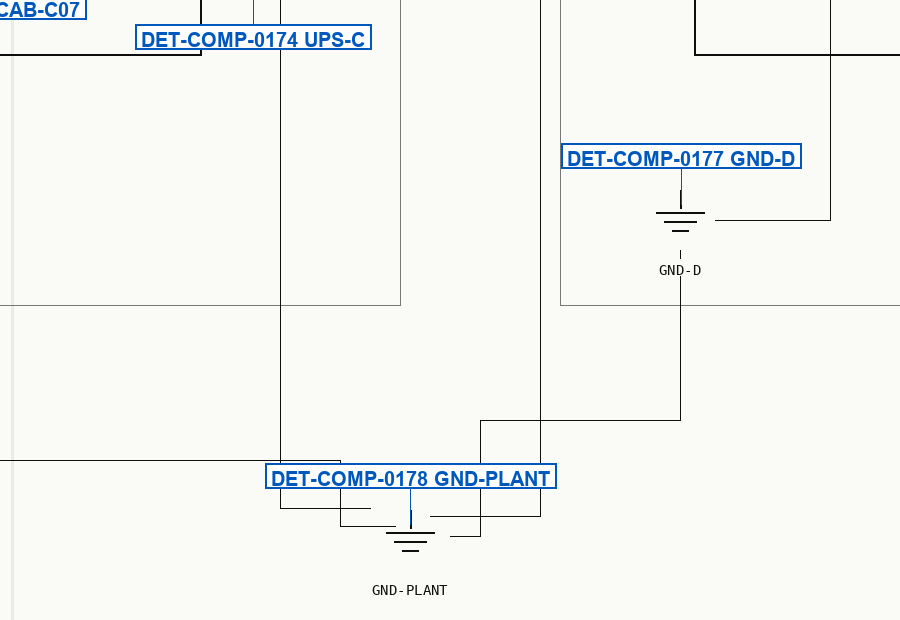 CAB-C07
DET-COMP-0174 UPS-C
DET-COMP-0177 GND-D
GND-D
DET-COMP-0178 GND-PLANT
GND-PLANT